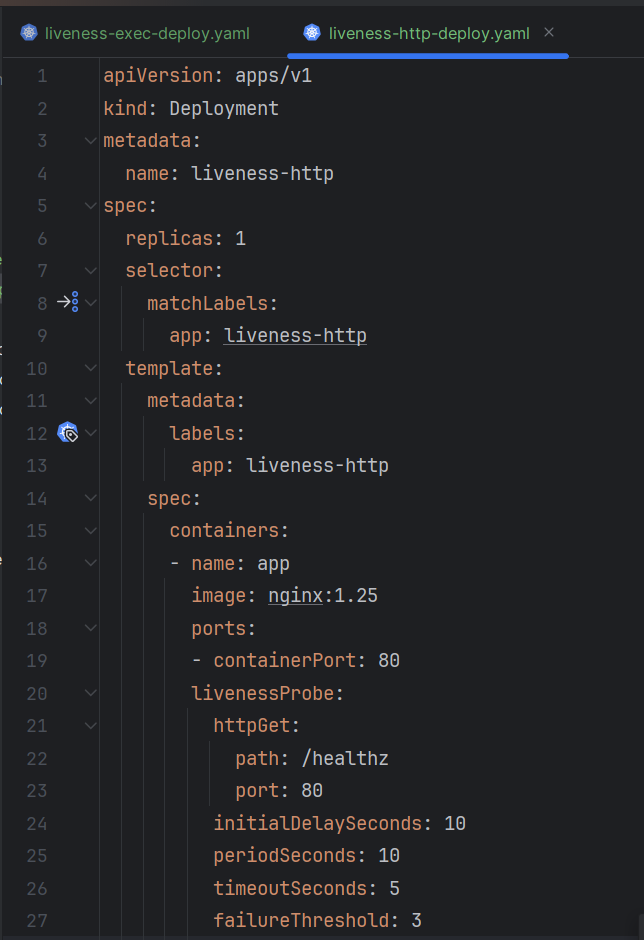 liveness-exec-deploy.yaml liveness-http-deploy.yaml
1 apiVersion: apps/v1
2 kind: Deployment
3 metadata:
4   name: liveness-http
5 spec:
6   replicas: 1
7   selector:
8     matchLabels:
9       app: liveness-http
10   template:
11     metadata:
12       labels:
13         app: liveness-http
14     spec:
15       containers:
16       - name: app
17         image: nginx:1.25
18         ports:
19         - containerPort: 80
20         livenessProbe:
21           httpGet:
22             path: /healthz
23             port: 80
24           initialDelaySeconds: 10
25           periodSeconds: 10
26           timeoutSeconds: 5
27           failureThreshold: 3